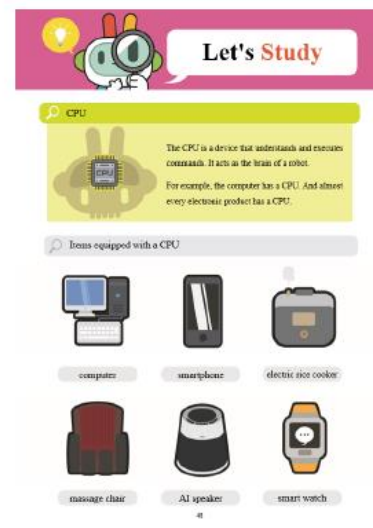 Let's Study
CPU
The CPU is a device that understands and executes
commands. It acts as the brain of a robot.
For example, the computer has a CPU. And almost
every electronic product has a CPU.
CPU
Items equipped with a CPU
computer
smartphone
electric rice cooker
massage chair
AI speaker
smart watch